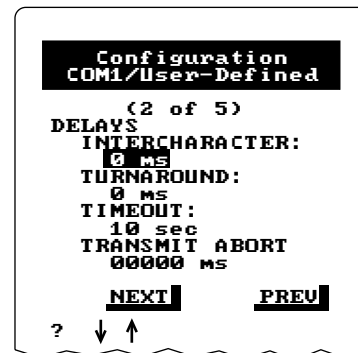 Configuration
COM1/User-Defined
(2 of 5)
DELAYS
INTERCHARACTER:
0 ms
TURNAROUND:
0 ms
TIMEOUT:
10 sec
TRANSMIT ABORT
00000 ms
NEXT PREV
? ↓ ↑